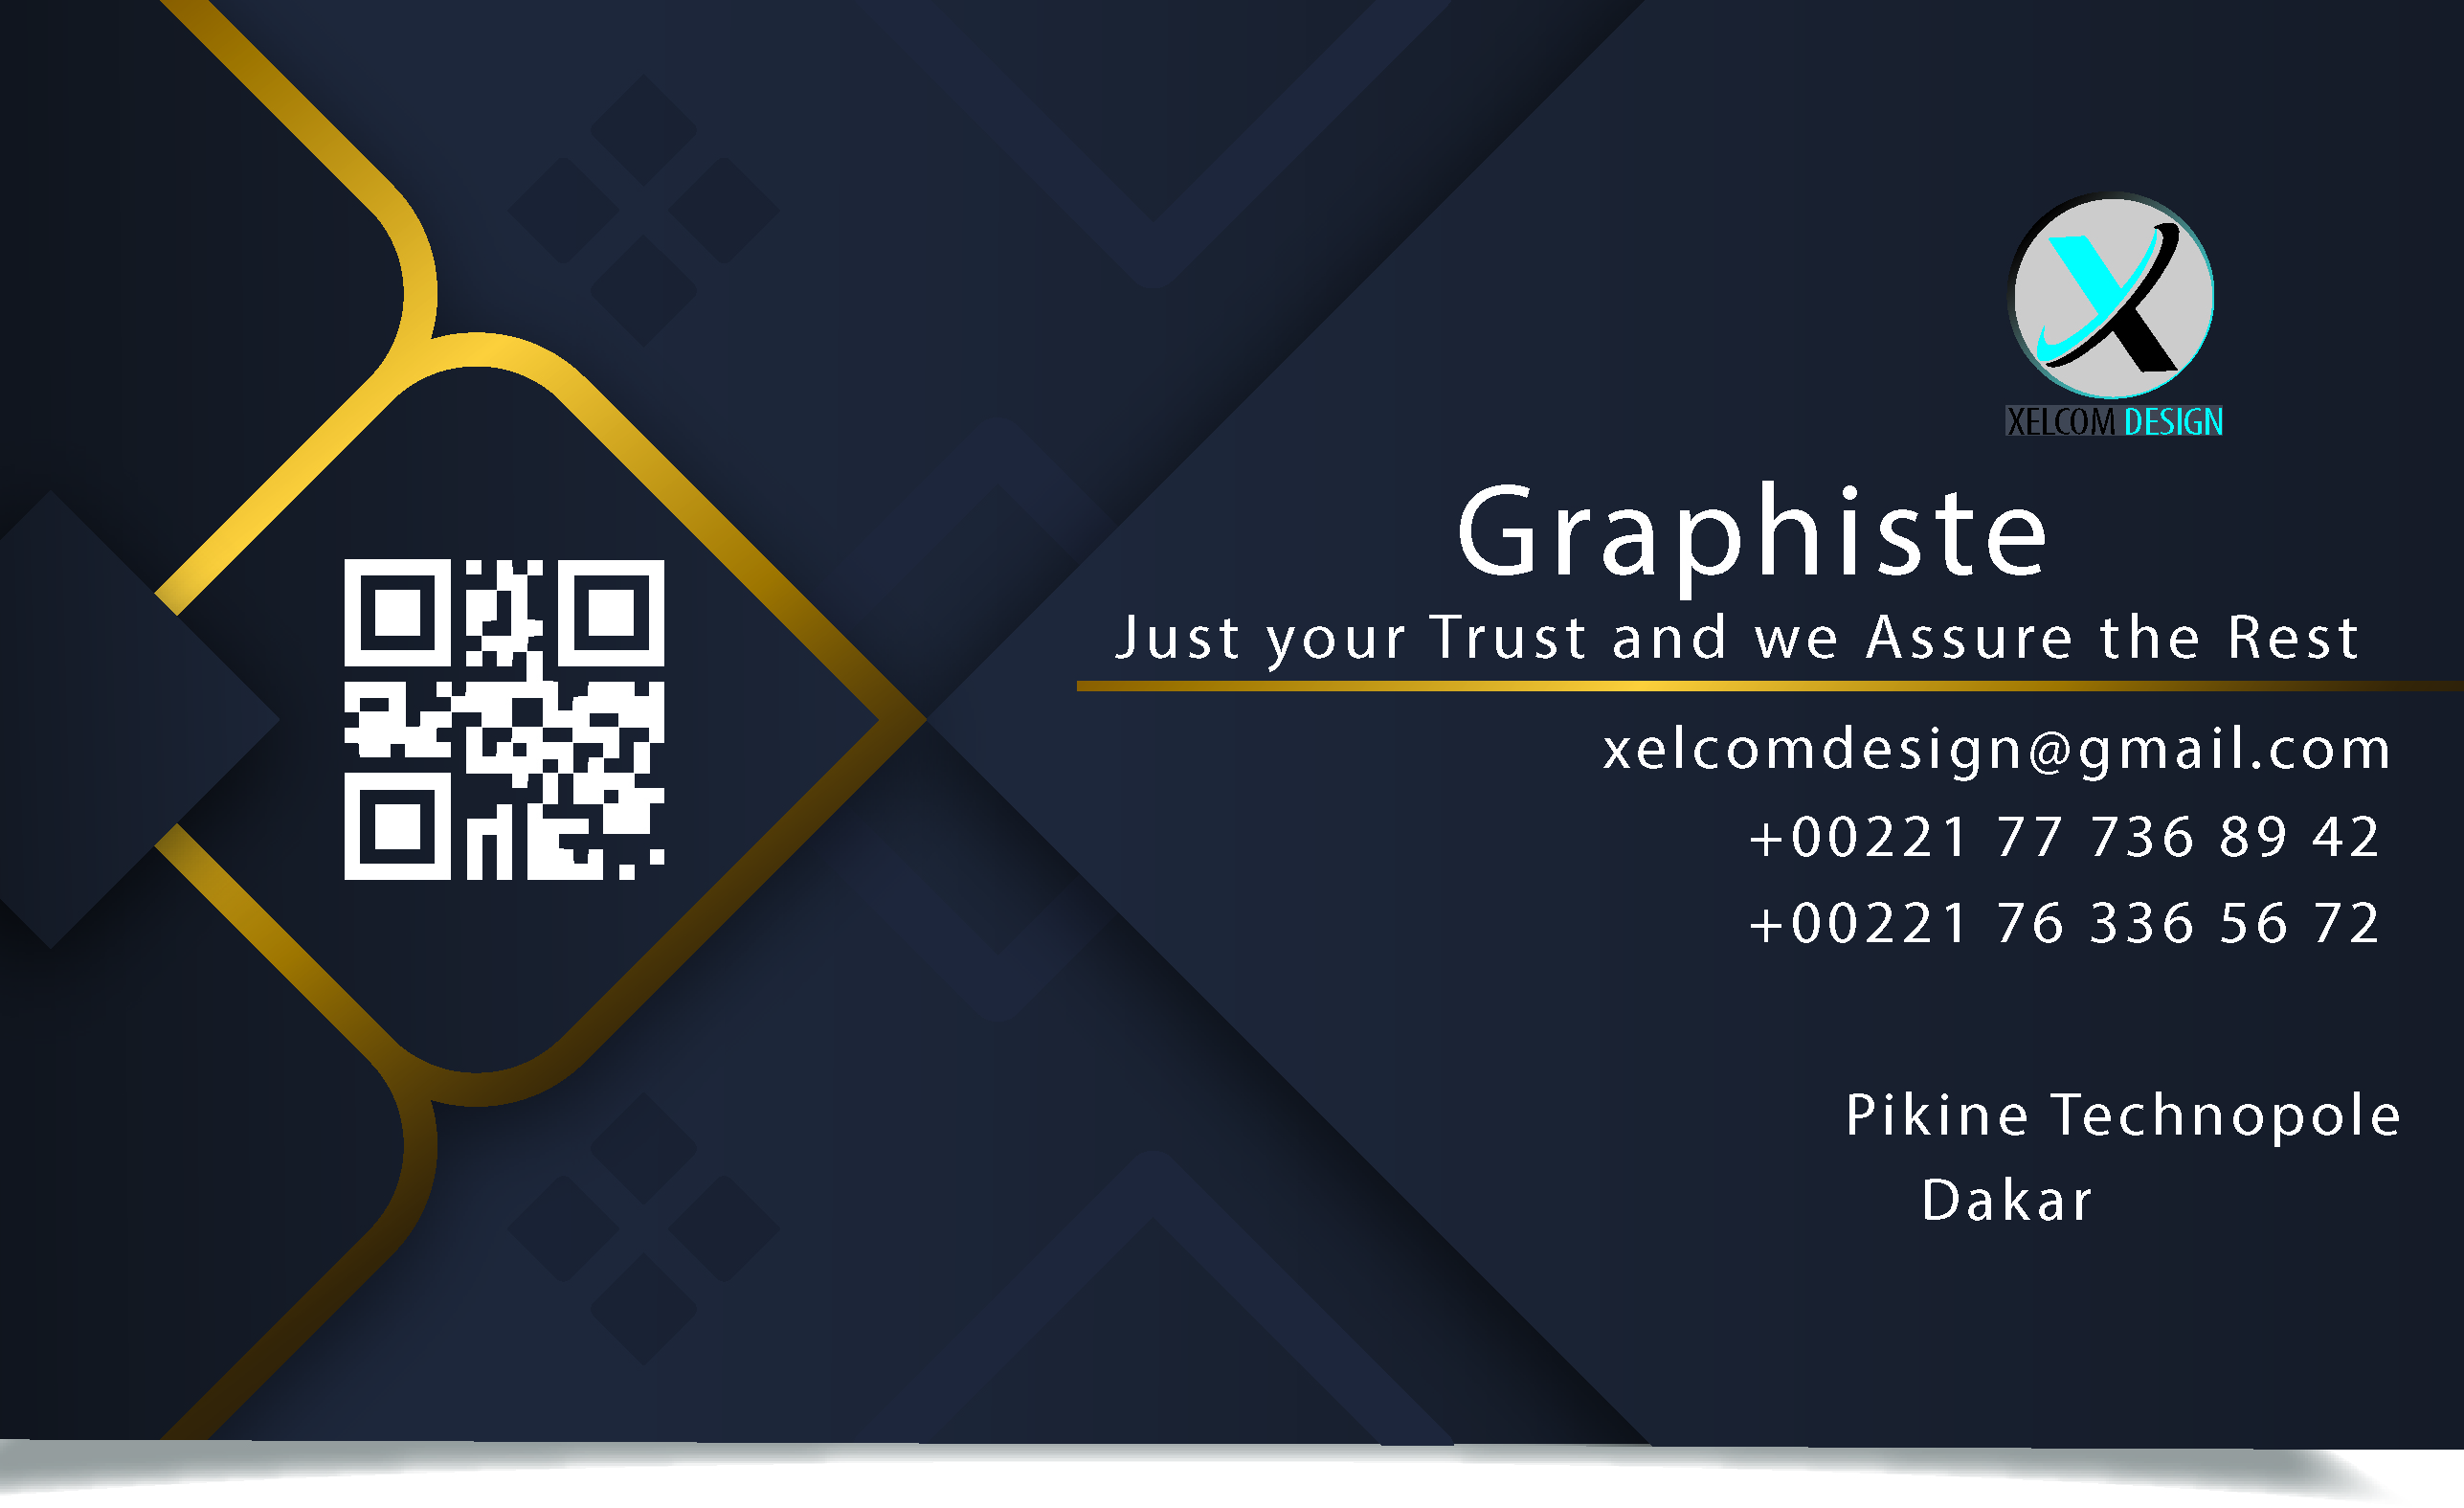 XELCOM DESIGN
Graphiste
Just your Trust and we Assure the Rest
xelcomdesign@gmail.com
+00221 77 736 89 42
+00221 76 336 56 72
Pikine Technopole
Dakar